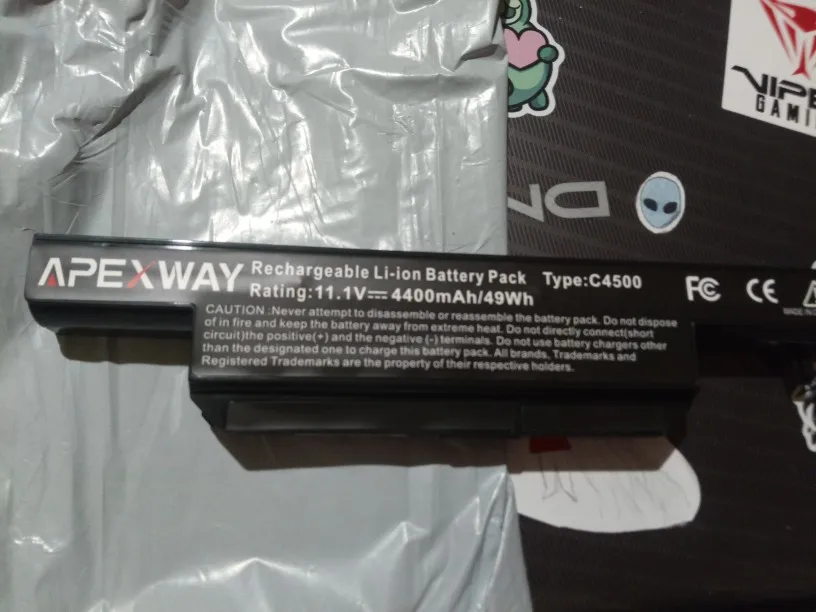 VIPE
GAMI
APEXWAY
Rechargeable Li-ion Battery Pack Type:C4500
Rating:11.1V⎓4400mAh/49Wh
FC CE
MADE IN
CAUTION :Never attempt to disassemble or reassemble the battery pack. Do not dispose
of in fire and keep the battery away from extreme heat. Do not directly connect(short
circuit)the positive(+) and the negative (-) terminals. Do not use battery chargers other
than the designated one to charge this battery pack. All brands, Trademarks and
Registered Trademarks are the property of their respective holders.